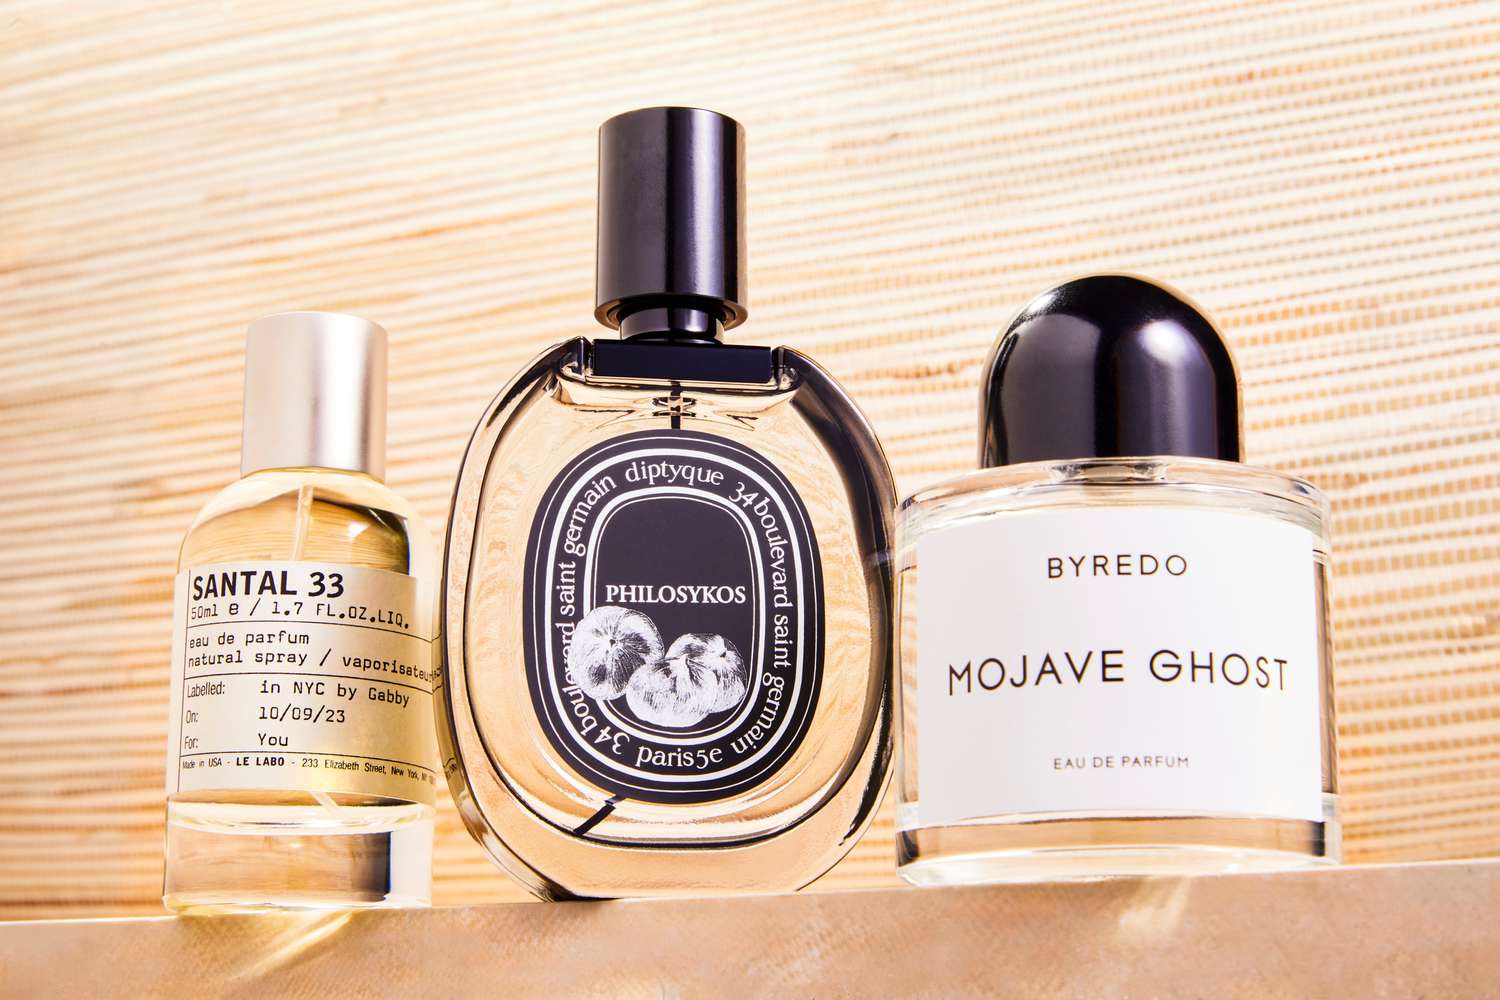 SANTAL 33
50ml e / 1.7 FL.OZ.LIQ.
eau de parfum
natural spray / vaporisateur
Labelled: in NYC by Gabby
On: 10/09/23
For: You
Made in USA - LE LABO - 233 Elizabeth Street, New York,
diptyque 34 boulevard saint germain paris5e 34 boulevard saint germain
PHILOSYKOS
BYREDO
MOJAVE GHOST
EAU DE PARFUM